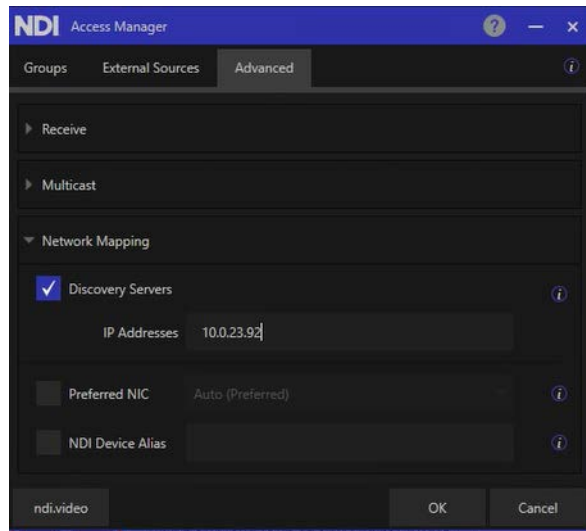 NDI Access Manager
Groups External Sources Advanced
Receive
Multicast
Network Mapping
Discovery Servers
IP Addresses 10.0.23.92
Preferred NIC Auto (Preferred)
NDI Device Alias
ndi.video OK Cancel